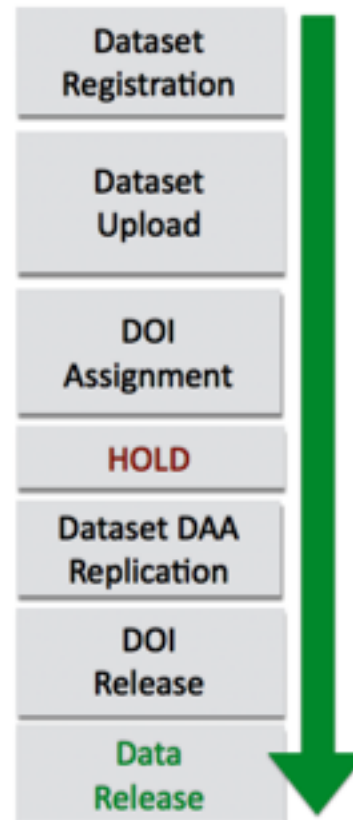 Dataset
Registration
Dataset
Upload
DOI
Assignment
HOLD
Dataset DAA
Replication
DOI
Release
Data
Release